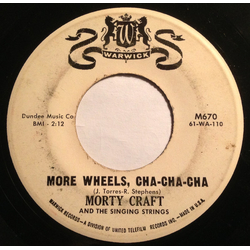 W
WARWICK
Dundee Music Co
BMI - 2:12
M670
61-WA-110
MORE WHEELS, CHA-CHA-CHA
(J. Torres-R. Stephens)
MORTY CRAFT
AND THE SINGING STRINGS
WARWICK RECORDS - A DIVISION OF UNITED TELEFILM RECORDS INC. MADE IN U.S.A.